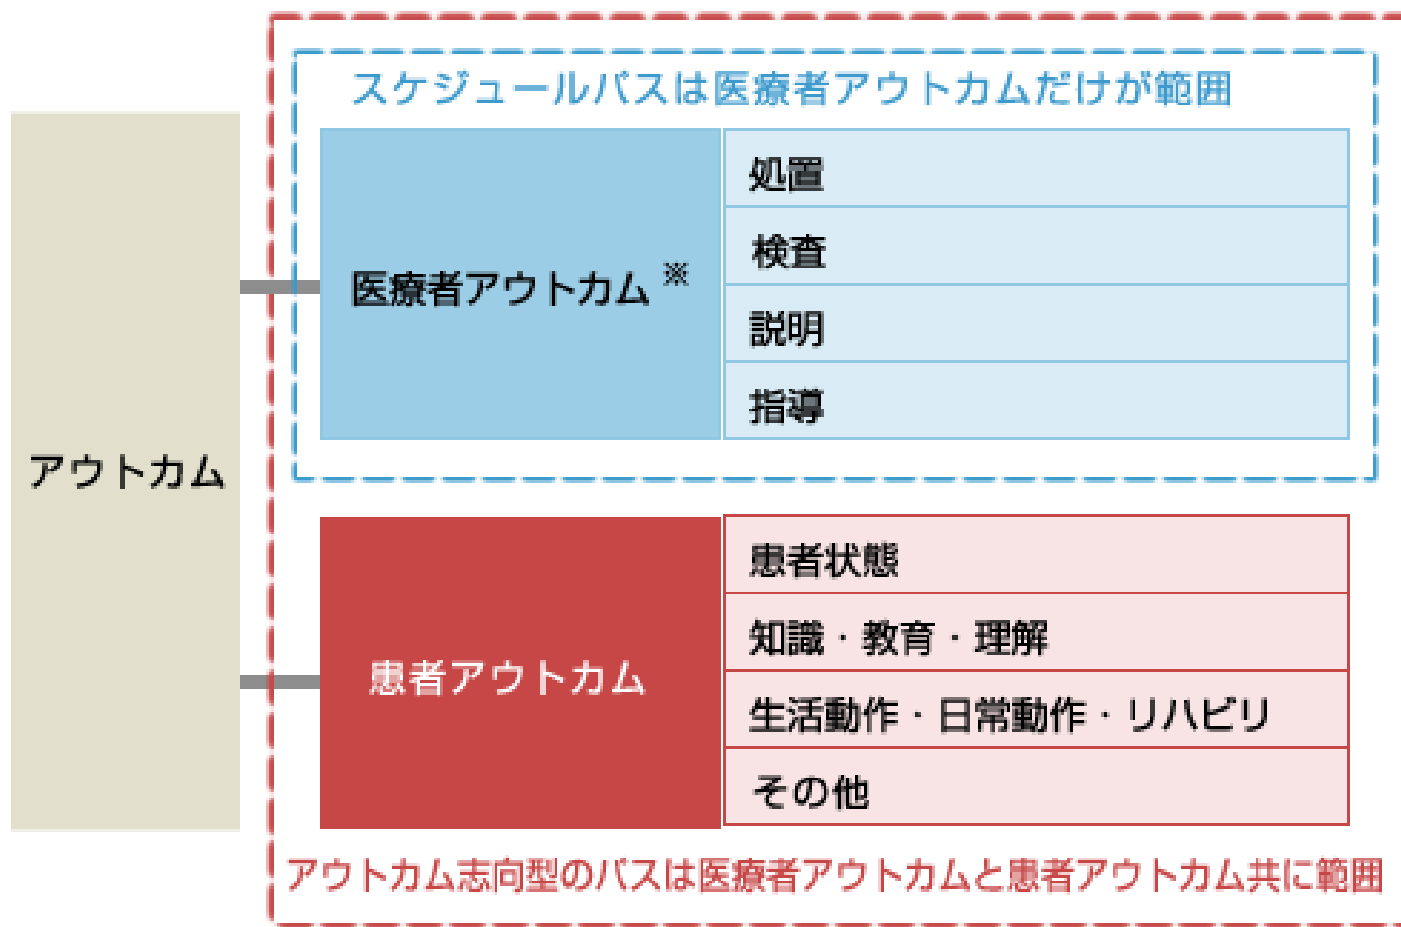 スケジュールパスは医療者アウトカムだけが範囲
処置
検査
医療者アウトカム※
説明
指導
アウトカム
患者状態
知識・教育・理解
患者アウトカム
生活動作・日常動作・リハビリ
その他
アウトカム志向型のパスは医療者アウトカムと患者アウトカム共に範囲